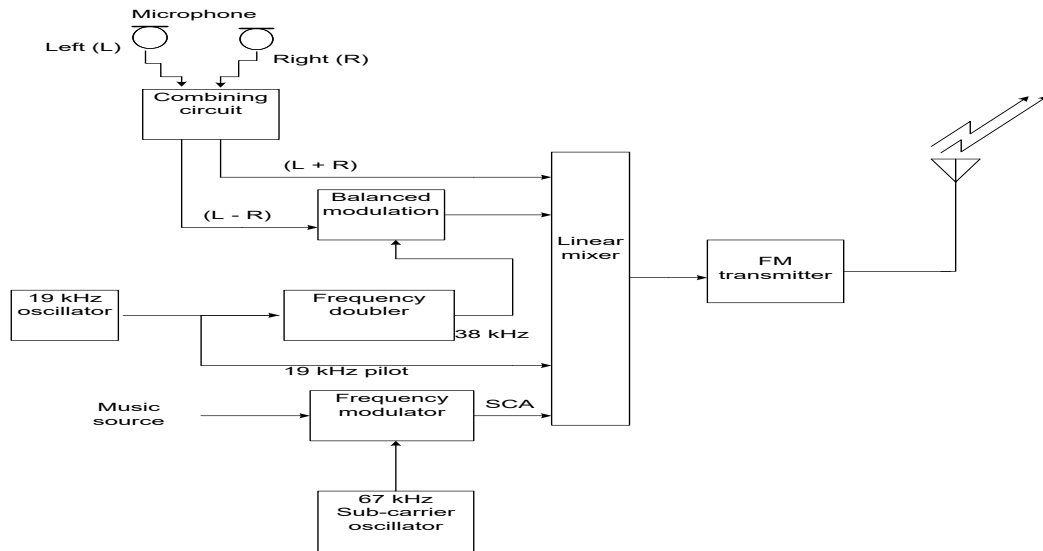 Microphone
Left (L)
Right (R)
Combining
circuit
(L + R)
Balanced
modulation
(L - R)
Linear
mixer
FM
transmitter
19 kHz
oscillator
Frequency
doubler
38 kHz
19 kHz pilot
Music
source
Frequency
modulator
SCA
67 kHz
Sub-carrier
oscillator